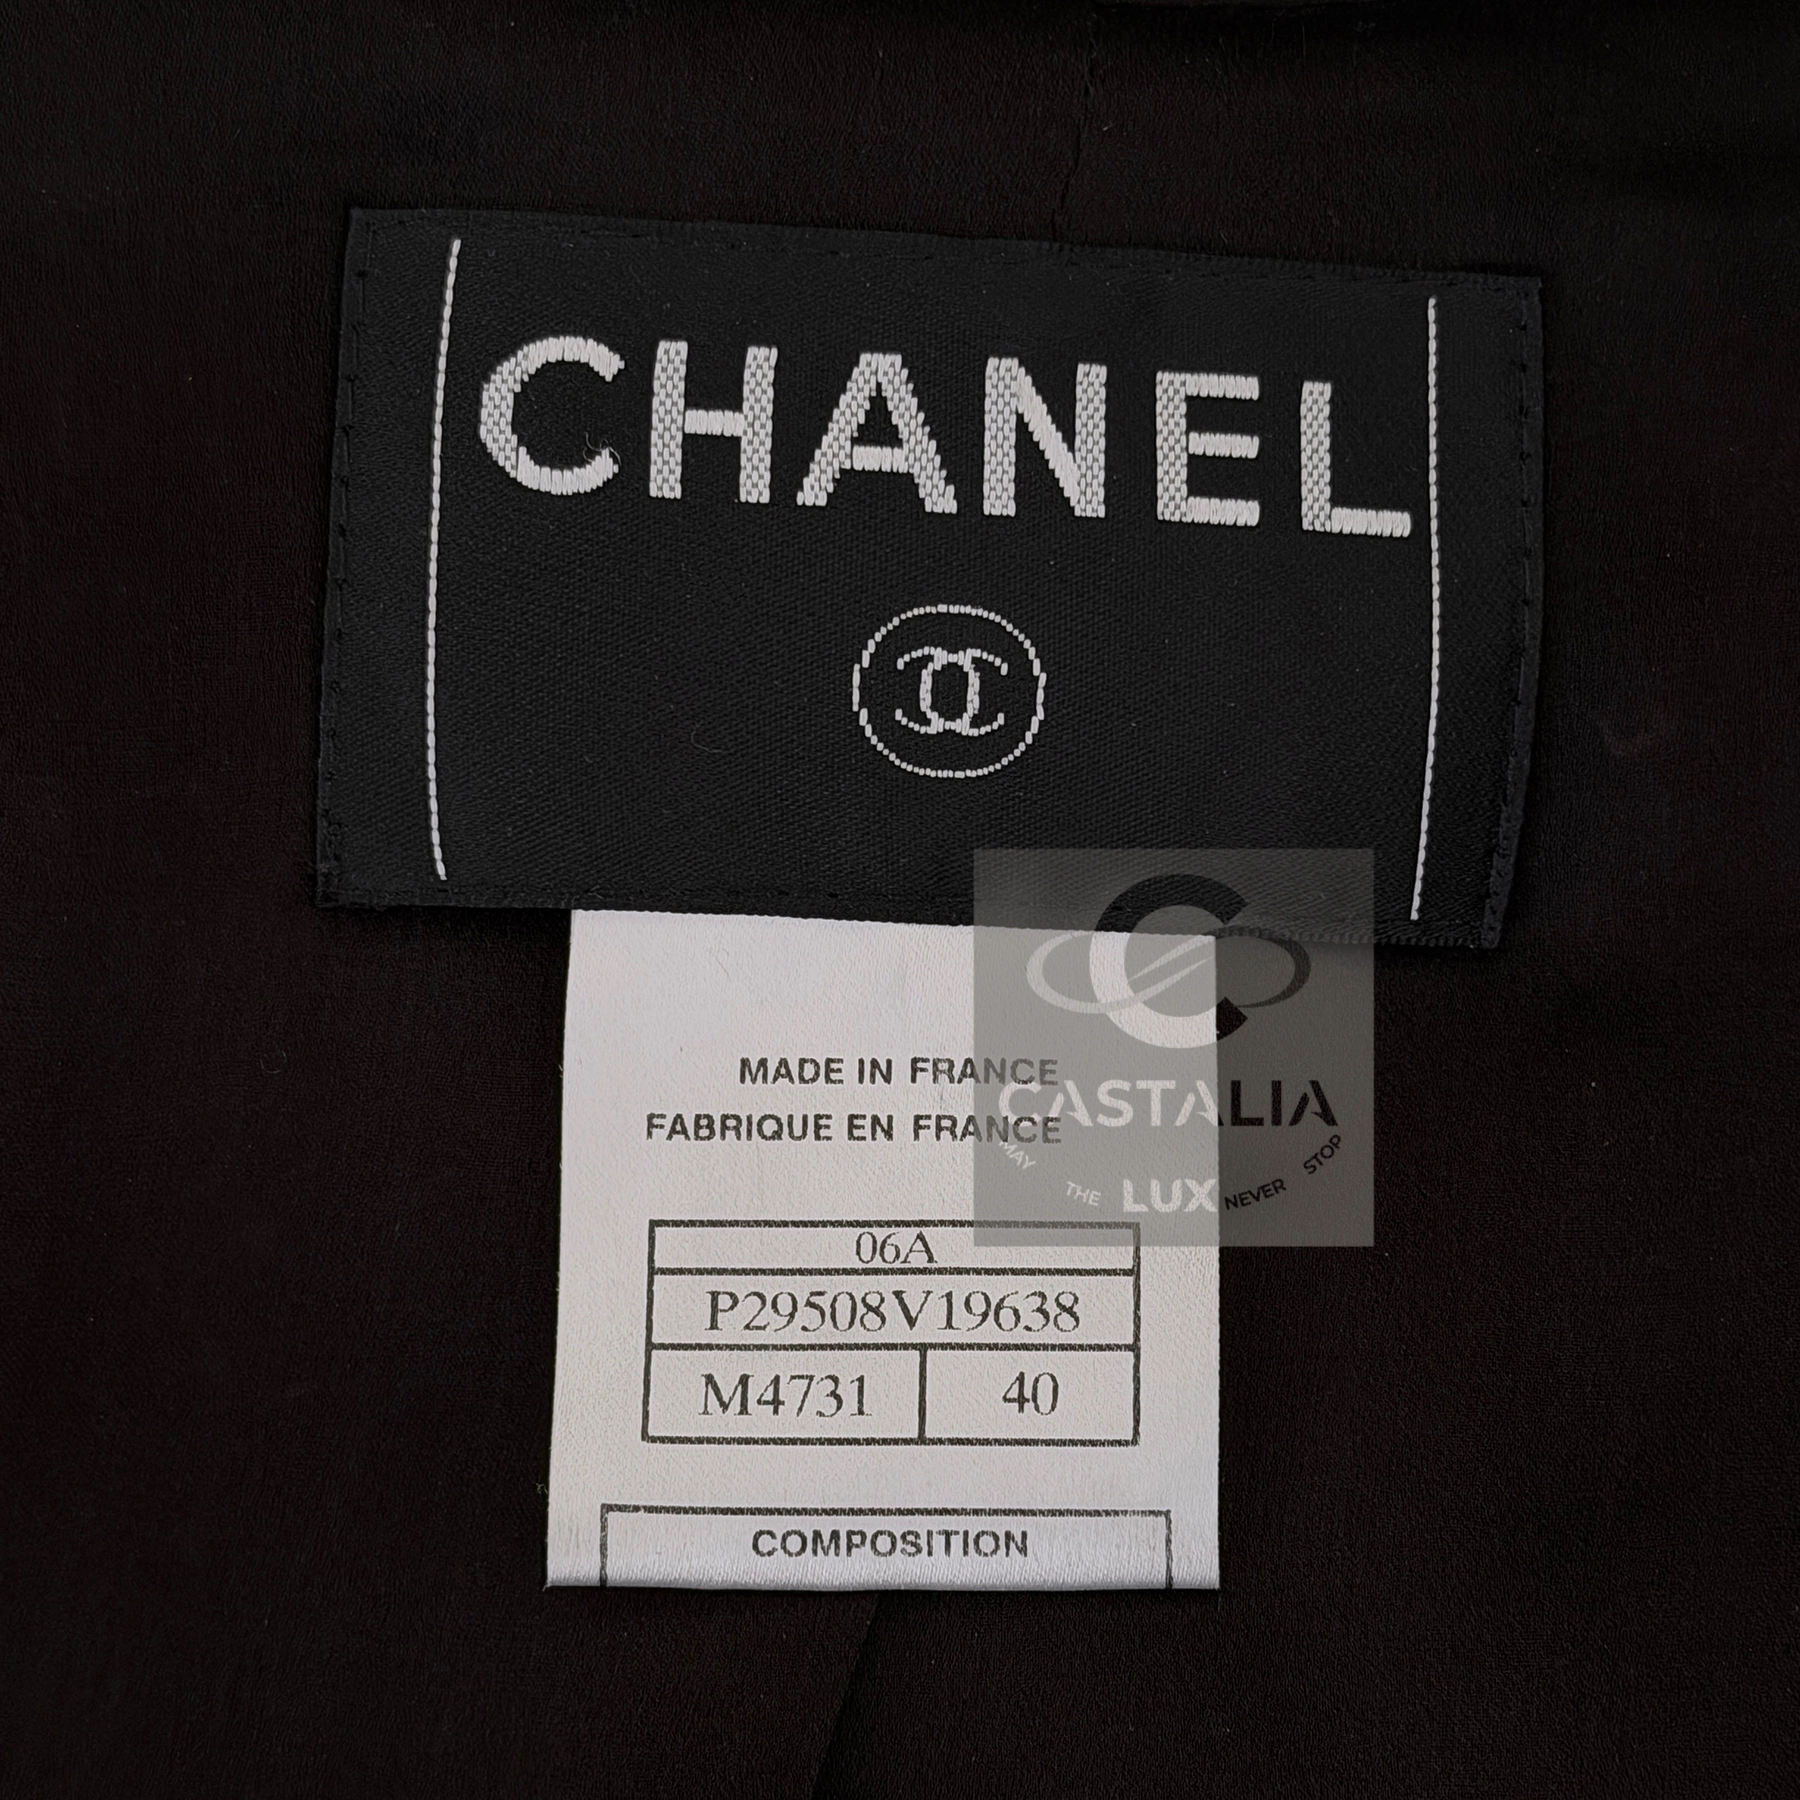 CHANEL
MADE IN FRANCE
FABRIQUE EN FRANCE
CASTALIA
MAY THE LUX NEVER STOP
06A
P29508V19638
M4731 40
COMPOSITION